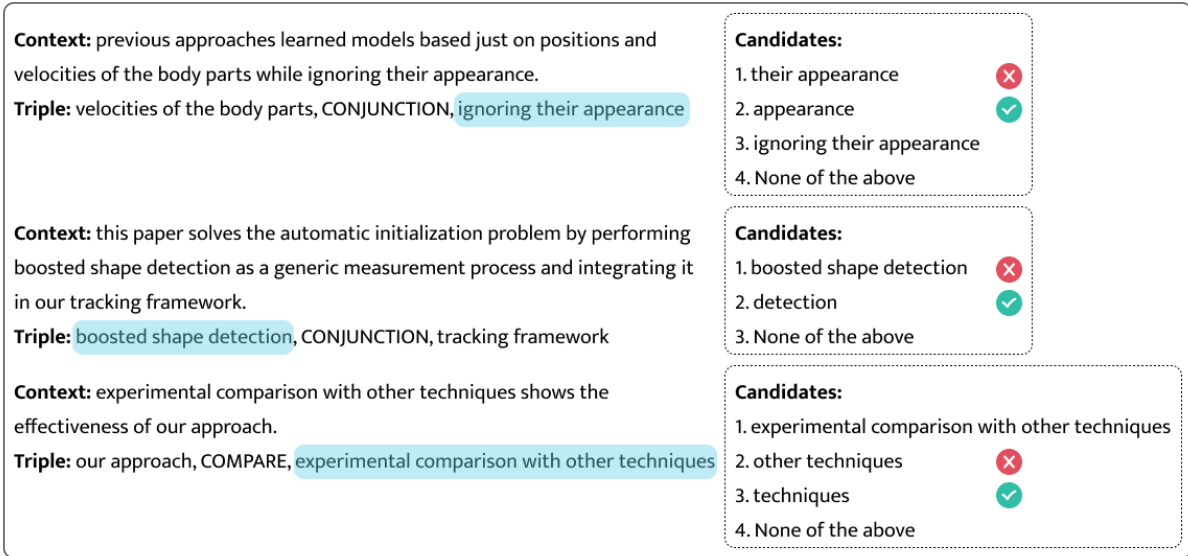 Context: previous approaches learned models based just on positions and
velocities of the body parts while ignoring their appearance.
Triple: velocities of the body parts, CONJUNCTION, ignoring their appearance
Candidates:
1. their appearance
2. appearance
3. ignoring their appearance
4. None of the above
Context: this paper solves the automatic initialization problem by performing
boosted shape detection as a generic measurement process and integrating it
in our tracking framework.
Triple: boosted shape detection, CONJUNCTION, tracking framework
Candidates:
1. boosted shape detection
2. detection
3. None of the above
Context: experimental comparison with other techniques shows the
effectiveness of our approach.
Triple: our approach, COMPARE, experimental comparison with other techniques
Candidates:
1. experimental comparison with other techniques
2. other techniques
3. techniques
4. None of the above